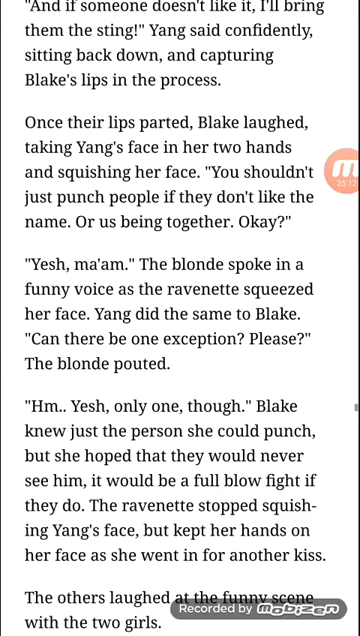 "And if someone doesn't like it, I'll bring
them the sting!" Yang said confidently,
sitting back down, and capturing
Blake's lips in the process.
Once their lips parted, Blake laughed,
taking Yang's face in her two hands
and squishing her face. "You shouldn't
just punch people if they don't like the
name. Or us being together. Okay?"
25:12
"Yesh, ma'am." The blonde spoke in a
funny voice as the ravenette squeezed
her face. Yang did the same to Blake.
"Can there be one exception? Please?"
The blonde pouted.
"Hm.. Yesh, only one, though." Blake
knew just the person she could punch,
but she hoped that they would never
see him, it would be a full blow fight if
they do. The ravenette stopped squish-
ing Yang's face, but kept her hands on
her face as she went in for another kiss.
The others laughed at the funny scene
with the two girls.
Recorded by mobizen